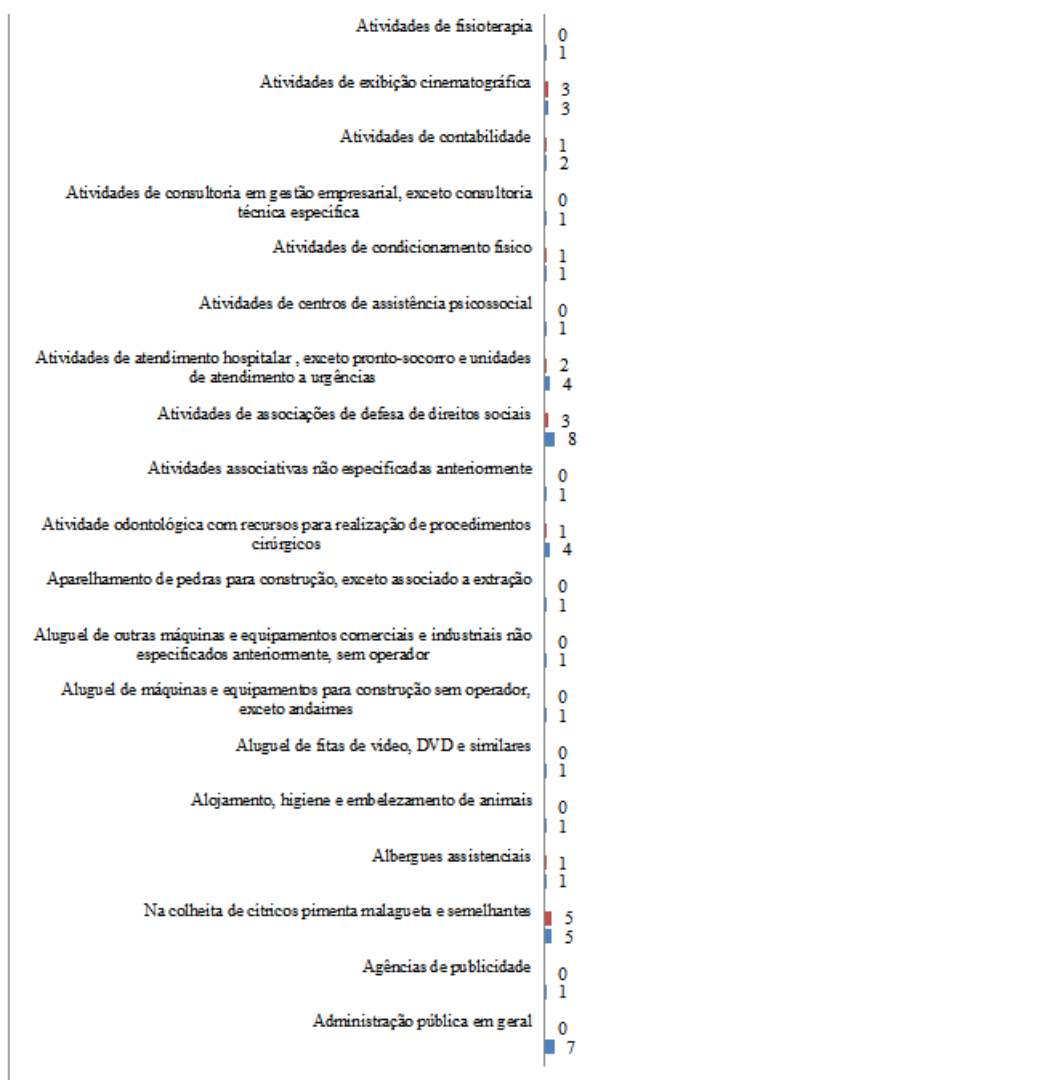 Atividades de fisioterapia
0
1
Atividades de exibição cinematográfica
3
3
Atividades de contabilidade
1
2
Atividades de consultoria em gestão empresarial, exceto consultoria
técnica específica
0
1
Atividades de condicionamento físico
1
1
Atividades de centros de assistência psicossocial
0
1
Atividades de atendimento hospitalar , exceto pronto-socorro e unidades
de atendimento a urgências
2
4
Atividades de associações de defesa de direitos sociais
3
8
Atividades associativas não especificadas anteriormente
0
1
Atividade odontológica com recursos para realização de procedimentos
cirúrgicos
1
4
Aparelhamento de pedras para construção, exceto associado a extração
0
1
Aluguel de outras máquinas e equipamentos comerciais e industriais não
especificados anteriormente, sem operador
0
1
Aluguel de máquinas e equipamentos para construção sem operador,
exceto andaimes
0
1
Aluguel de fitas de vídeo, DVD e similares
0
1
Alojamento, higiene e embelezamento de animais
0
1
Albergues assistenciais
1
1
Na colheita de cítricos pimenta malagueta e semelhantes
5
5
Agências de publicidade
0
1
Administração pública em geral
0
7